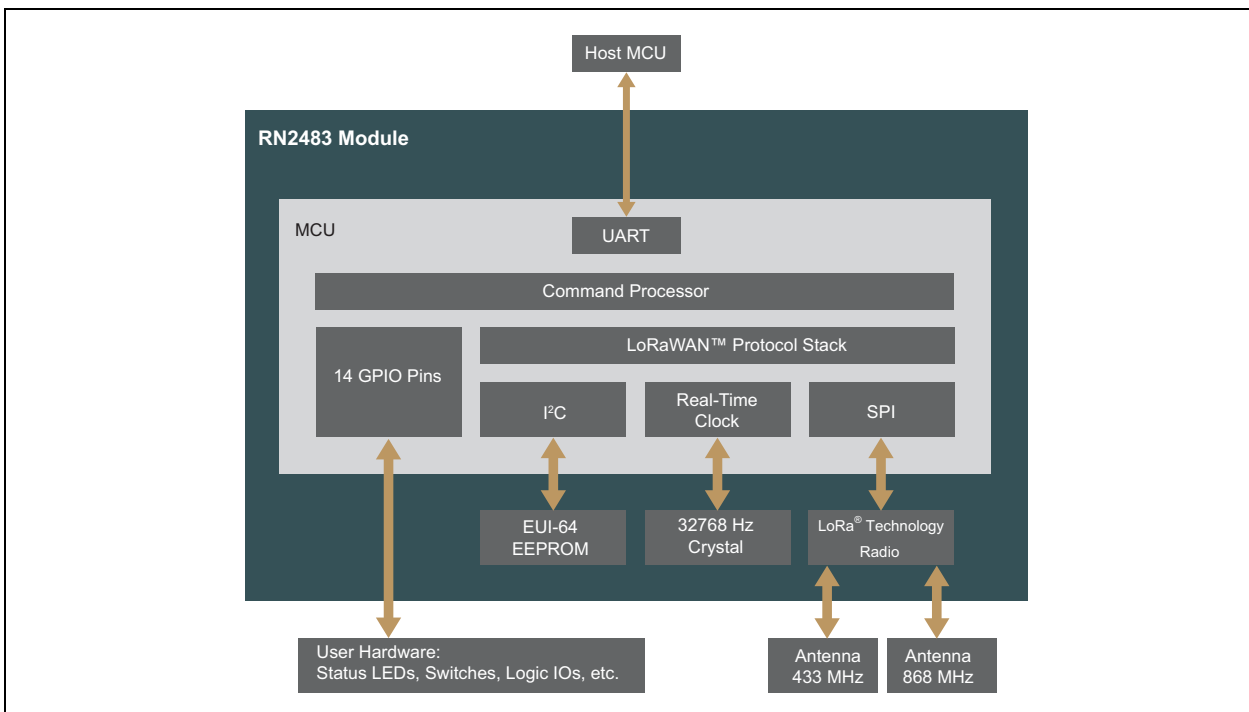 Host MCU
RN2483 Module
MCU
UART
Command Processor
14 GPIO Pins
LoRaWAN™ Protocol Stack
I²C
Real-Time
Clock
SPI
EUI-64
EEPROM
32768 Hz
Crystal
LoRa® Technology
Radio
User Hardware:
Status LEDs, Switches, Logic IOs, etc.
Antenna
433 MHz
Antenna
868 MHz